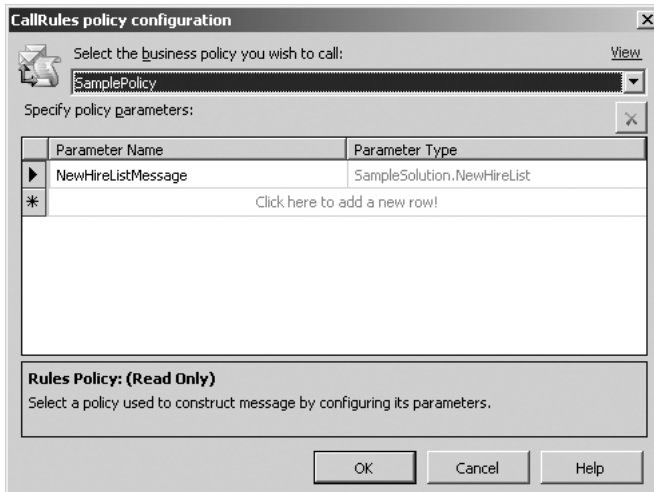 CallRules policy configuration
Select the business policy you wish to call:
View
SamplePolicy
Specify policy parameters:
Parameter Name
Parameter Type
NewHireListMessage
SampleSolution.NewHireList
Click here to add a new row!
Rules Policy: (Read Only)
Select a policy used to construct message by configuring its parameters.
OK
Cancel
Help